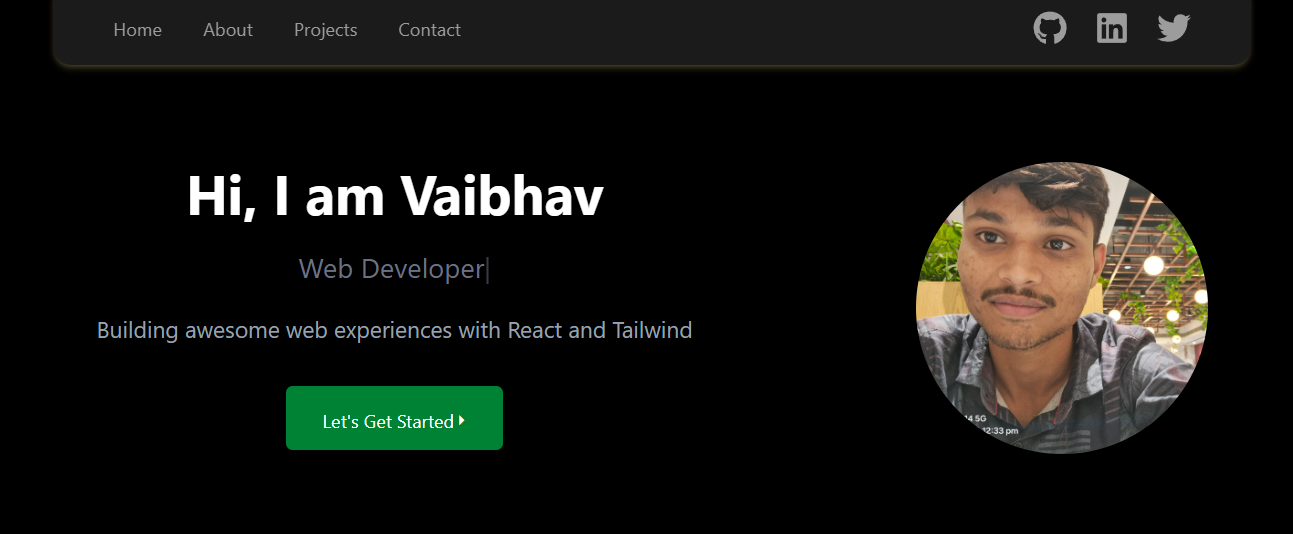 Home About Projects Contact
Hi, I am Vaibhav
Web Developer
Building awesome web experiences with React and Tailwind
Let's Get Started
14 5G
12:33 pm